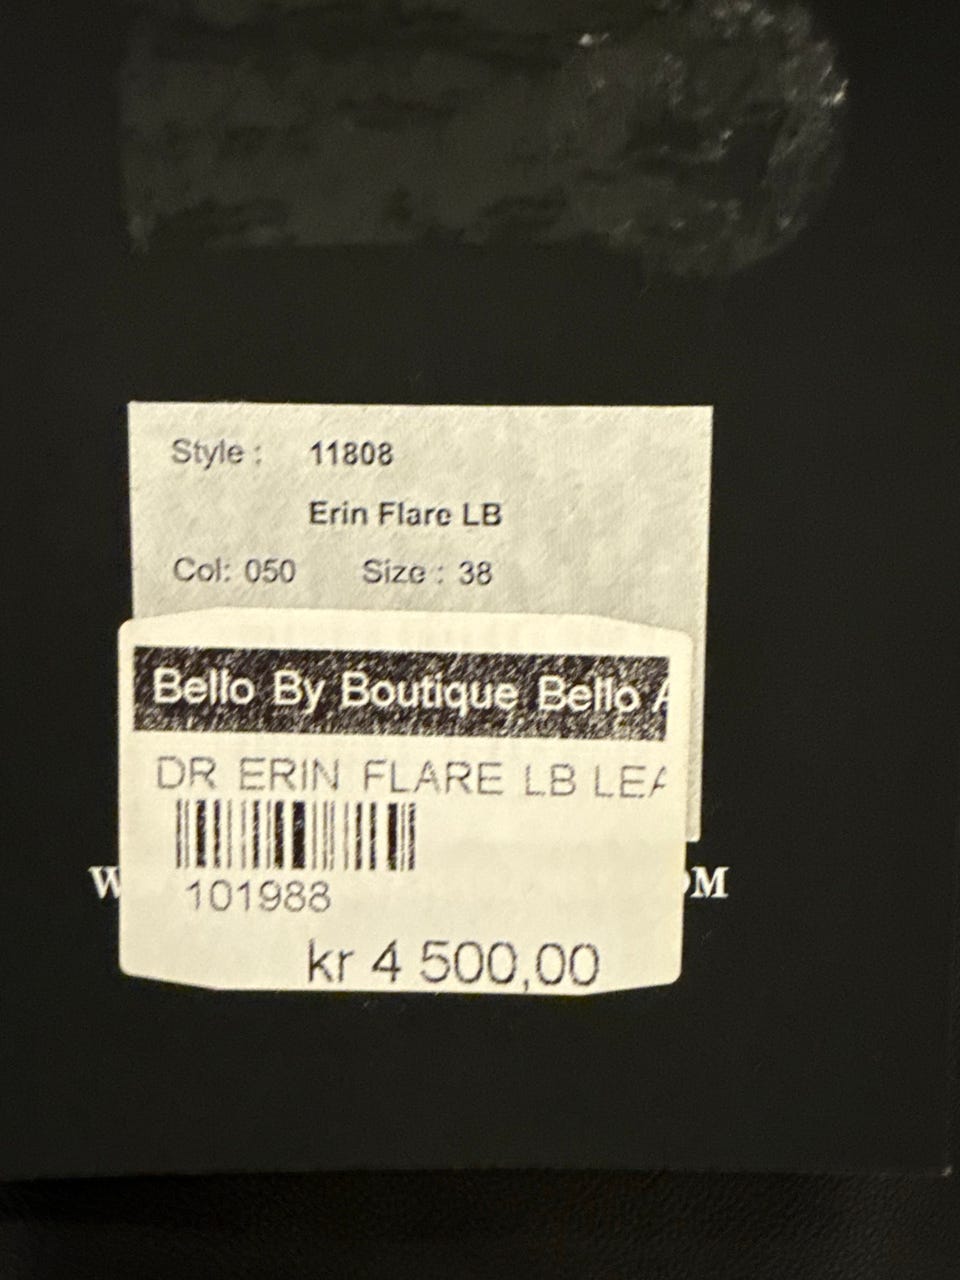 Style : 11808
Erin Flare LB
Col: 050 Size : 38
Bello By Boutique Bello A
DR ERIN FLARE LB LEA
101988
kr 4 500,00